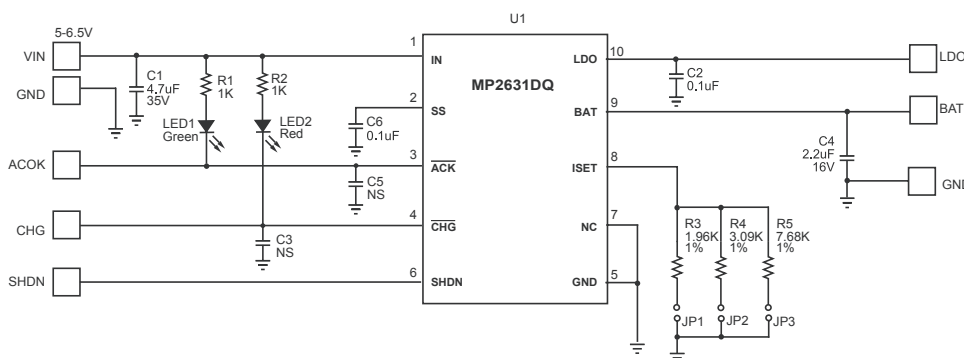 U1
5-6.5V
VIN
GND
ACOK
CHG
SHDN
C1
4.7uF
35V
R1
1K
R2
1K
LED1
Green
LED2
Red
C6
0.1uF
C5
NS
C3
NS
1
2
3
4
6
MP2631DQ
IN
SS
ACK
CHG
SHDN
LDO
BAT
ISET
NC
GND
10
9
8
7
5
C2
0.1uF
C4
2.2uF
16V
R3
1.96K
1%
R4
3.09K
1%
R5
7.68K
1%
JP1
JP2
JP3
LDO
BAT
GND